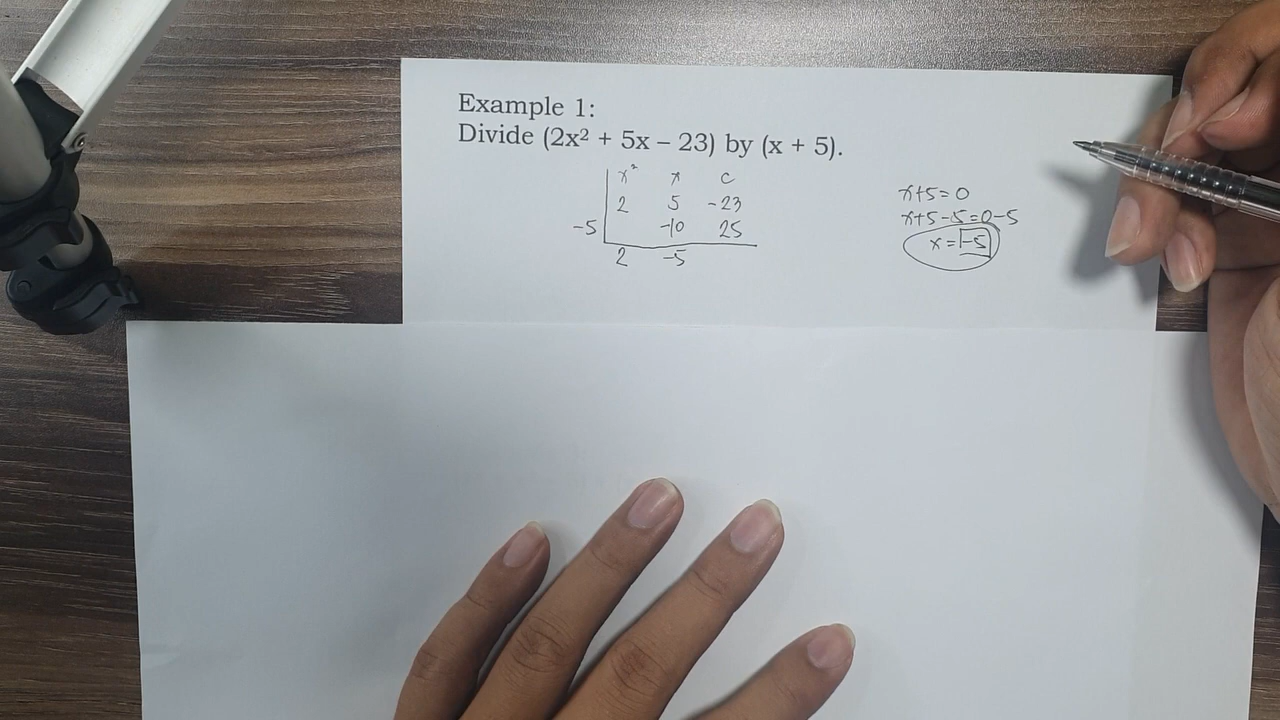 Example 1:
Divide (2x² + 5x – 23) by (x + 5).
x² x c
2 5 -23
-5 -10 25
2 -5
x+5=0
x+5-5=0-5
x=-5